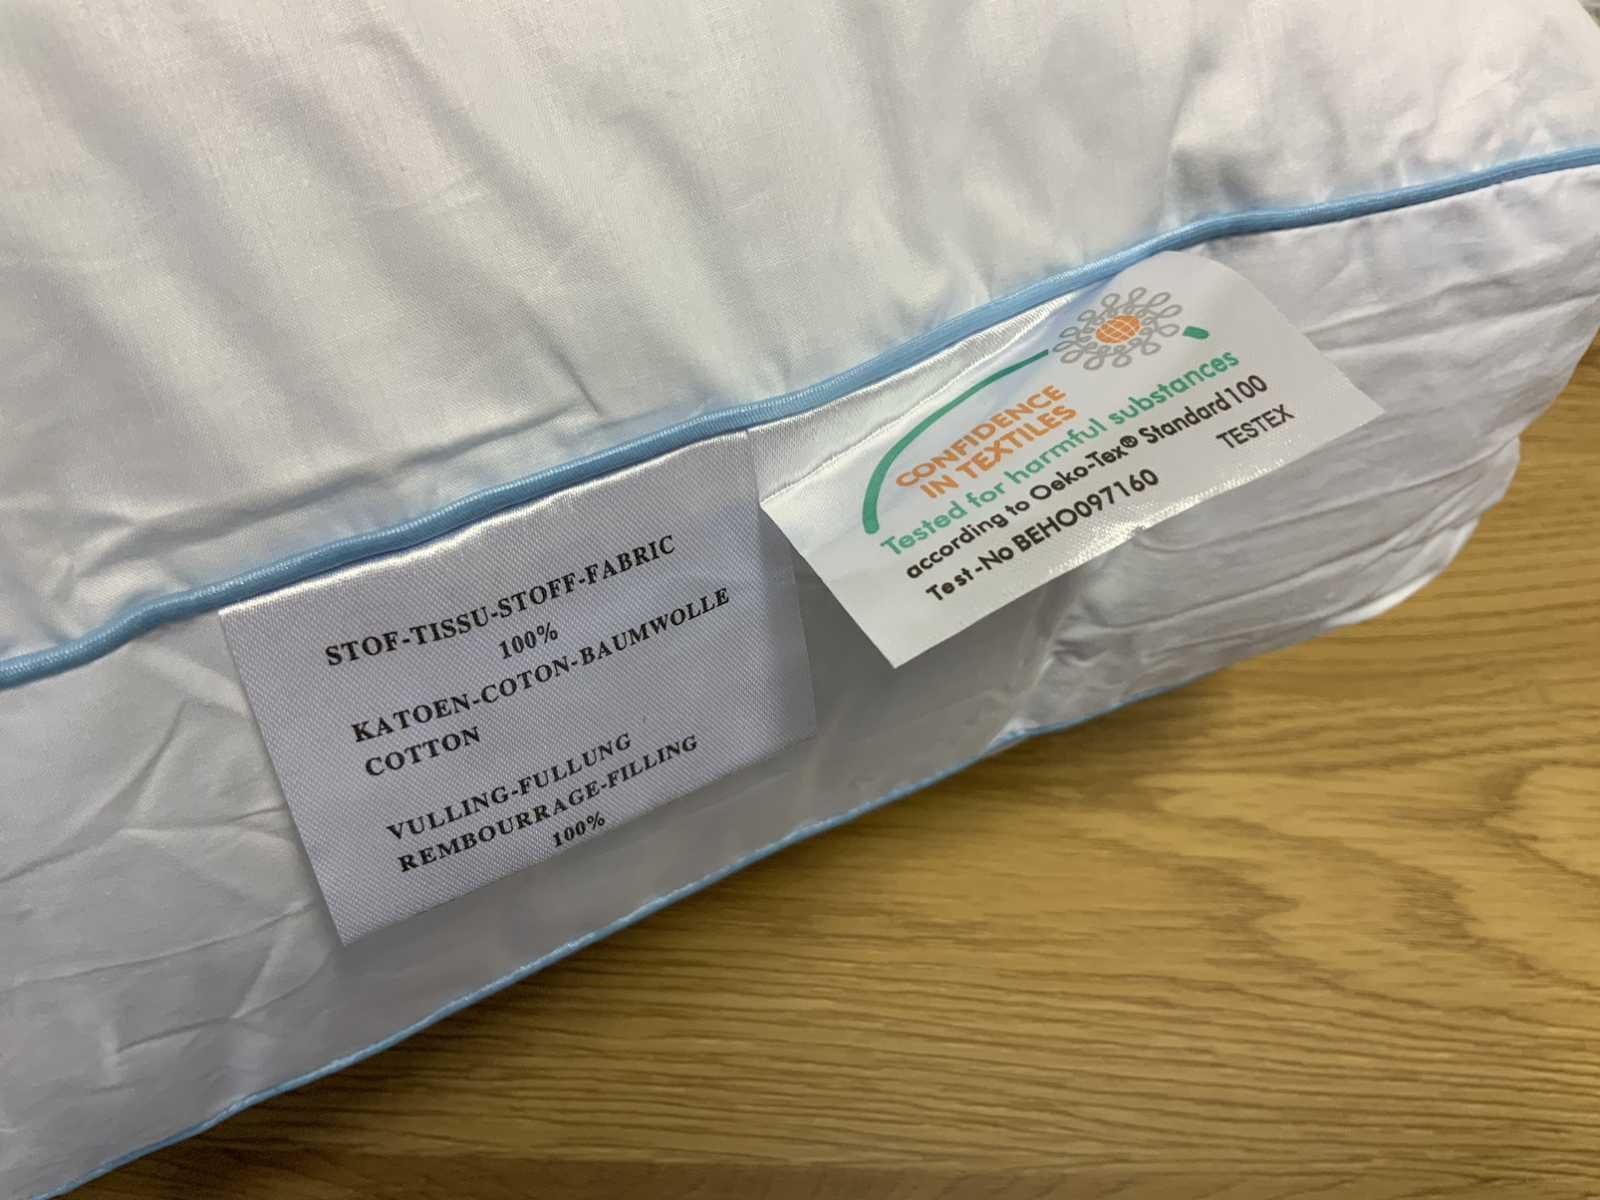 STOF-TISSU-STOFF-FABRIC
100%
KATOEN-COTON-BAUMWOLLE
COTTON
VULLING-FULLUNG
REMBOURRAGE-FILLING
100%
CONFIDENCE
IN TEXTILES
Tested for harmful substances
according to Oeko-Tex® Standard 100
Test-No BEHO097160 TESTEX